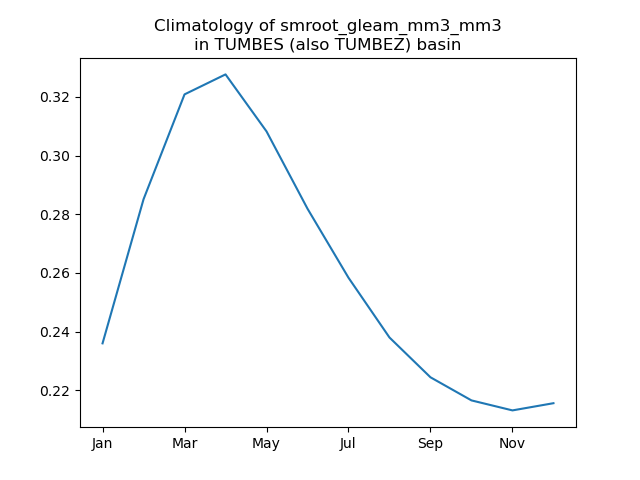 Climatology of smroot_gleam_mm3_mm3
in TUMBES (also TUMBEZ) basin
0.32
0.30
0.28
0.26
0.24
0.22
Jan Mar May Jul Sep Nov